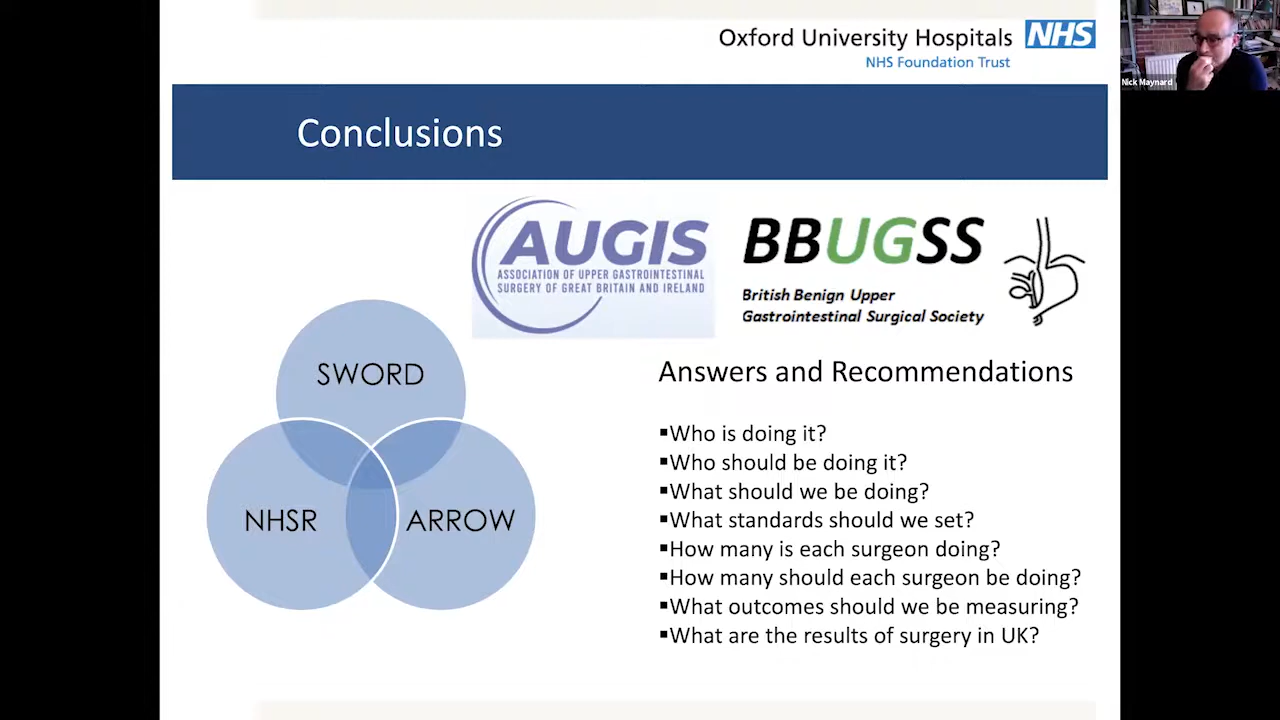 Oxford University Hospitals NHS
NHS Foundation Trust
Nick Maynard
Conclusions
AUGIS
ASSOCIATION OF UPPER GASTROINTESTINAL
SURGERY OF GREAT BRITAIN AND IRELAND
BBUGSS
British Benign Upper
Gastrointestinal Surgical Society
SWORD
NHSR
ARROW
Answers and Recommendations
▪Who is doing it?
▪Who should be doing it?
▪What should we be doing?
▪What standards should we set?
▪How many is each surgeon doing?
▪How many should each surgeon be doing?
▪What outcomes should we be measuring?
▪What are the results of surgery in UK?